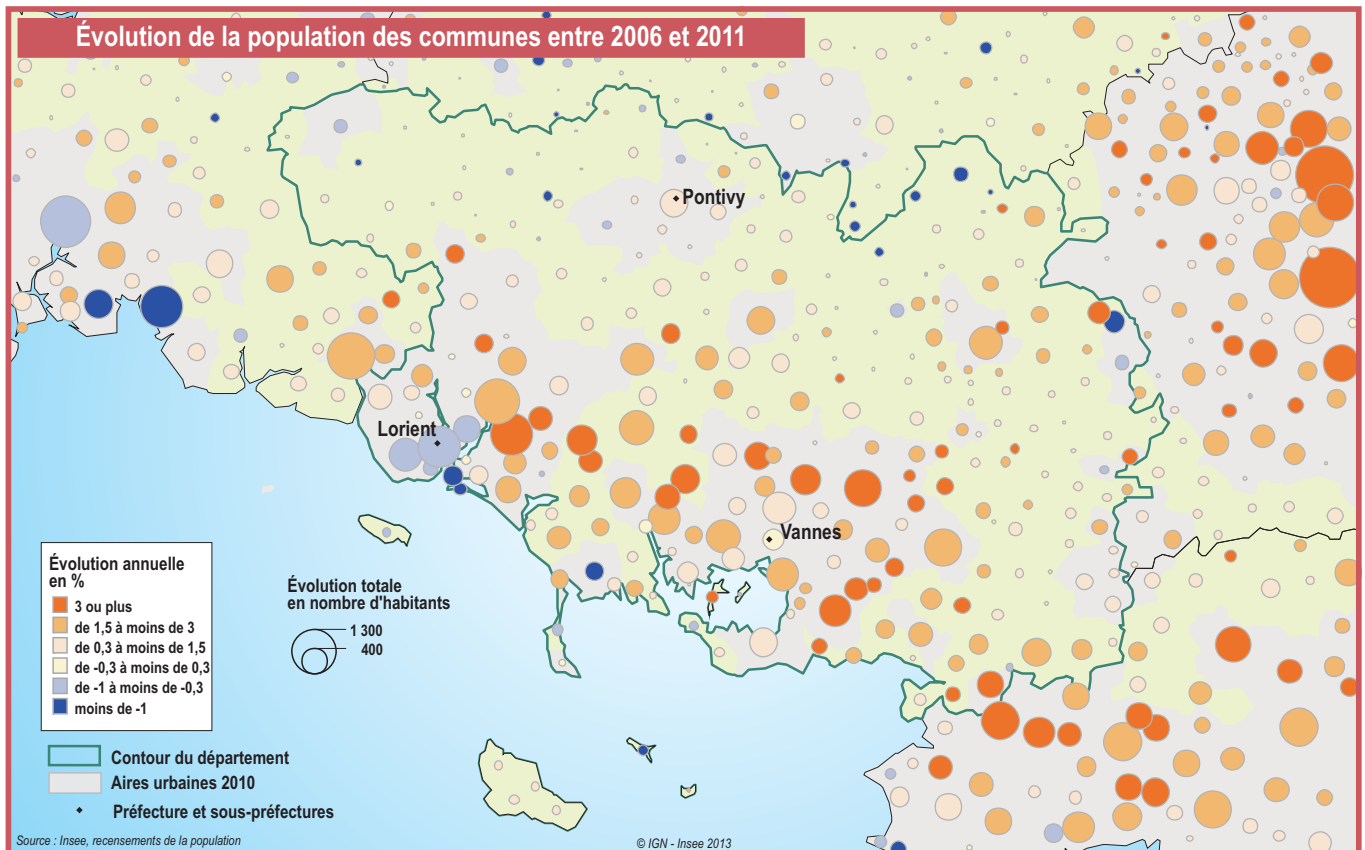 Évolution de la population des communes entre 2006 et 2011
Pontivy
Lorient
Vannes
Évolution annuelle
en %
3 ou plus
de 1,5 à moins de 3
de 0,3 à moins de 1,5
de -0,3 à moins de 0,3
de -1 à moins de -0,3
moins de -1
Évolution totale
en nombre d'habitants
1 300
400
Contour du département
Aires urbaines 2010
Préfecture et sous-préfectures
Source : Insee, recensements de la population
© IGN - Insee 2013